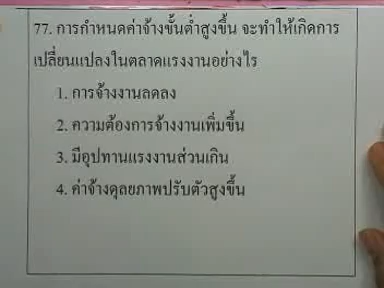 77. การกำหนดค่าจ้างขั้นต่ำสูงขึ้น จะทำให้เกิดการ
เปลี่ยนแปลงในตลาดแรงงานอย่างไร
1. การจ้างงานลดลง
2. ความต้องการจ้างงานเพิ่มขึ้น
3. มีอุปทานแรงงานส่วนเกิน
4. ค่าจ้างดุลยภาพปรับตัวสูงขึ้น